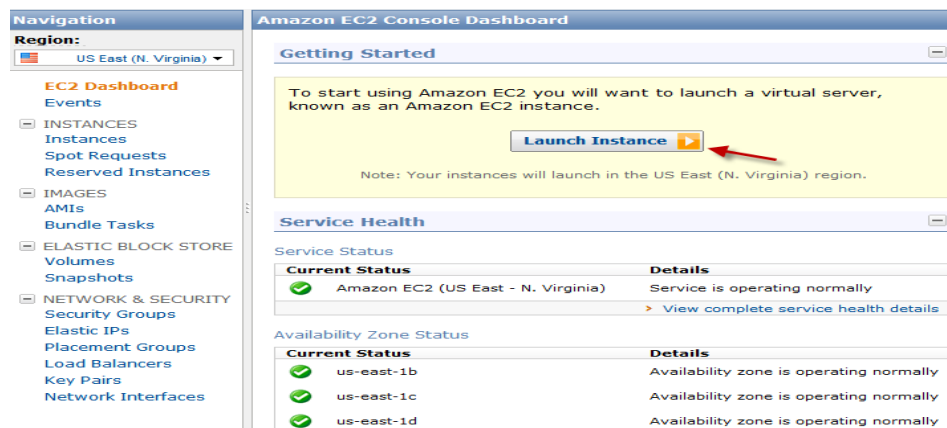 Navigation
Region:
US East (N. Virginia)
EC2 Dashboard
Events
INSTANCES
Instances
Spot Requests
Reserved Instances
IMAGES
AMIs
Bundle Tasks
ELASTIC BLOCK STORE
Volumes
Snapshots
NETWORK & SECURITY
Security Groups
Elastic IPs
Placement Groups
Load Balancers
Key Pairs
Network Interfaces
Amazon EC2 Console Dashboard
Getting Started
To start using Amazon EC2 you will want to launch a virtual server,
known as an Amazon EC2 instance.
Launch Instance
Note: Your instances will launch in the US East (N. Virginia) region.
Service Health
Service Status
Current Status Details
Amazon EC2 (US East - N. Virginia) Service is operating normally
> View complete service health details
Availability Zone Status
Current Status Details
us-east-1b Availability zone is operating normally
us-east-1c Availability zone is operating normally
us-east-1d Availability zone is operating normally